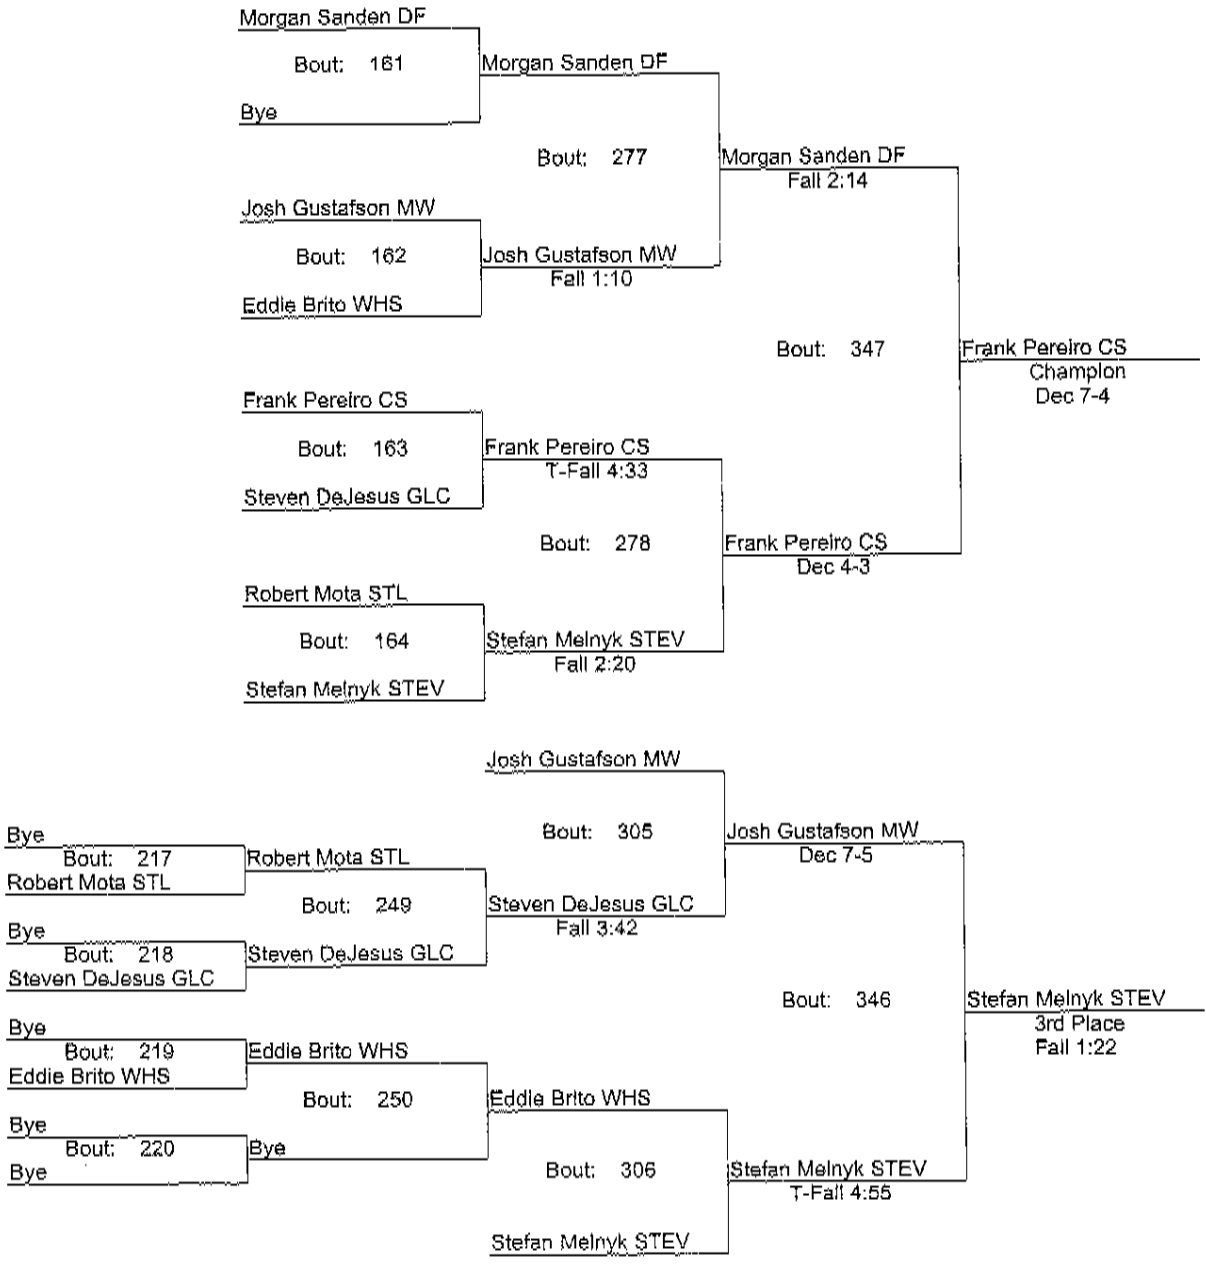 Morgan Sanden DF
Bout: 161
Morgan Sanden DF
Bye
Bout: 277
Morgan Sanden DF
Fall 2:14
Josh Gustafson MW
Bout: 162
Josh Gustafson MW
Fall 1:10
Eddie Brito WHS
Bout: 347
Frank Pereiro CS
Champion
Dec 7-4
Frank Pereiro CS
Bout: 163
Frank Pereiro CS
T-Fall 4:33
Steven DeJesus GLC
Bout: 278
Frank Pereiro CS
Dec 4-3
Robert Mota STL
Bout: 164
Stefan Melnyk STEV
Fall 2:20
Stefan Melnyk STEV
Josh Gustafson MW
Bout: 305
Josh Gustafson MW
Dec 7-5
Bye
Bout: 217
Robert Mota STL
Robert Mota STL
Bout: 249
Steven DeJesus GLC
Fall 3:42
Bye
Bout: 218
Steven DeJesus GLC
Steven DeJesus GLC
Bout: 346
Stefan Melnyk STEV
3rd Place
Fall 1:22
Bye
Bout: 219
Eddie Brito WHS
Eddie Brito WHS
Bout: 250
Eddie Brito WHS
Bye
Bout: 220
Bye
Bye
Bout: 306
Stefan Melnyk STEV
T-Fall 4:55
Stefan Melnyk STEV